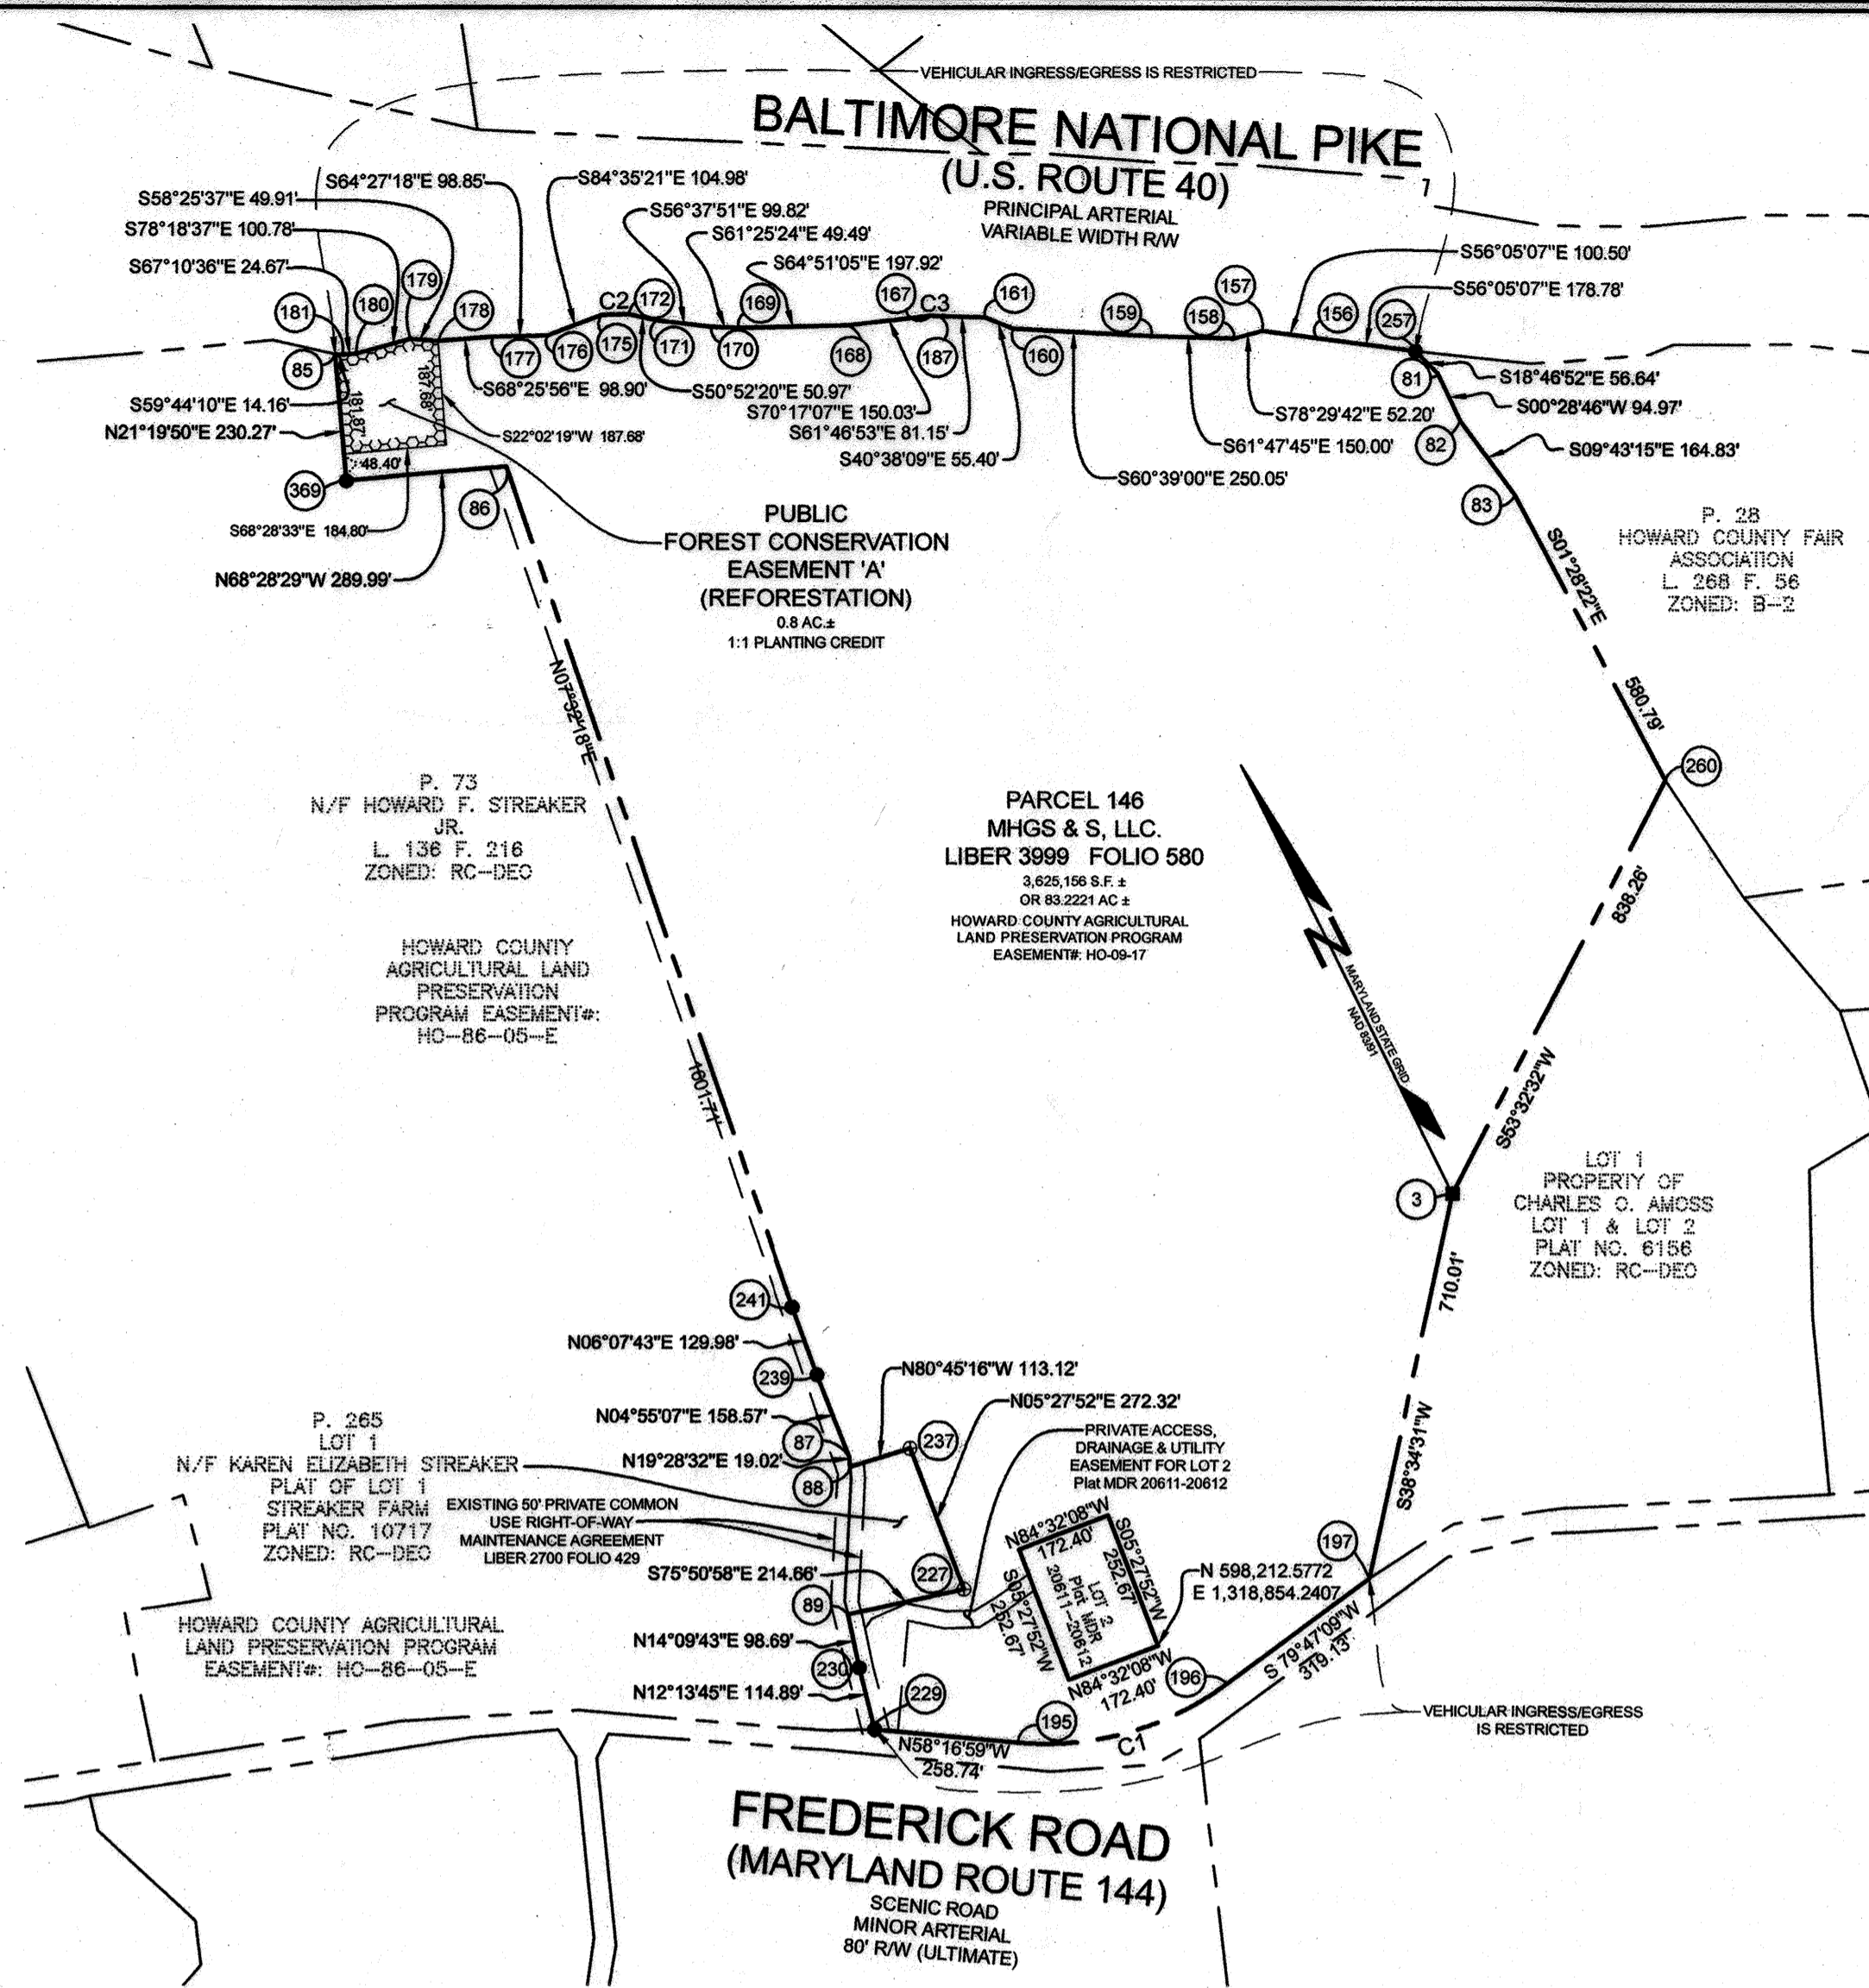 VEHICULAR INGRESS/EGRESS IS RESTRICTED
BALTIMORE NATIONAL PIKE
(U.S. ROUTE 40)
PRINCIPAL ARTERIAL
VARIABLE WIDTH R/W
S64°27'18"E 98.85'
S58°25'37"E 49.91'
S78°18'37"E 100.78'
S67°10'36"E 24.67'
S84°35'21"E 104.98'
S56°37'51"E 99.82'
S61°25'24"E 49.49'
S64°51'05"E 197.92'
S56°05'07"E 100.50'
S56°05'07"E 178.78'
181
180
179
178
C2
172
169
167
C3
161
159
158
157
156
257
85
177
176
175
171
170
168
187
160
81
S59°44'10"E 14.16'
N21°19'50"E 230.27'
181.87'
187.68'
S22°02'19"W 187.68'
48.40'
369
86
S68°28'33"E 184.80'
N68°28'29"W 289.99'
S68°25'56"E 98.90'
S50°52'20"E 50.97'
S70°17'07"E 150.03'
S61°46'53"E 81.15'
S40°38'09"E 55.40'
S60°39'00"E 250.05'
S61°47'45"E 150.00'
S78°29'42"E 52.20'
S18°46'52"E 56.64'
S00°28'46"W 94.97'
82
S09°43'15"E 164.83'
83
PUBLIC
FOREST CONSERVATION
EASEMENT 'A'
(REFORESTATION)
0.8 AC.±
1:1 PLANTING CREDIT
P. 28
HOWARD COUNTY FAIR
ASSOCIATION
L. 268 F. 56
ZONED: B-2
S01°28'22"E
580.79'
260
N07°32'18"E
1601.71'
P. 73
N/F HOWARD F. STREAKER
JR.
L. 136 F. 216
ZONED: RC-DEO
HOWARD COUNTY
AGRICULTURAL LAND
PRESERVATION
PROGRAM EASEMENT#:
HO-86-05-E
PARCEL 146
MHGS & S, LLC.
LIBER 3999 FOLIO 580
3,625,156 S.F. ±
OR 83.2221 AC ±
HOWARD COUNTY AGRICULTURAL
LAND PRESERVATION PROGRAM
EASEMENT#: HO-09-17
N
MARYLAND STATE GRID
NAD 83/91
838.26'
S53°32'32"W
3
LOT 1
PROPERTY OF
CHARLES O. AMOSS
LOT 1 & LOT 2
PLAT NO. 6156
ZONED: RC-DEO
710.01'
S38°34'31"W
241
N06°07'43"E 129.98'
239
N04°55'07"E 158.57'
87
N19°28'32"E 19.02'
88
N80°45'16"W 113.12'
237
N05°27'52"E 272.32'
PRIVATE ACCESS,
DRAINAGE & UTILITY
EASEMENT FOR LOT 2
Plat MDR 20611-20612
P. 265
LOT 1
N/F KAREN ELIZABETH STREAKER
PLAT OF LOT 1
STREAKER FARM
PLAT NO. 10717
ZONED: RC-DEO
EXISTING 50' PRIVATE COMMON
USE RIGHT-OF-WAY
MAINTENANCE AGREEMENT
LIBER 2700 FOLIO 429
S75°50'58"E 214.66'
227
89
N14°09'43"E 98.69'
230
N12°13'45"E 114.89'
229
HOWARD COUNTY AGRICULTURAL
LAND PRESERVATION PROGRAM
EASEMENT#: HO-86-05-E
N84°32'08"W
172.40'
S05°27'52"W
252.67'
LOT 2
Plat MDR
20611-20612
S05°27'52"W
252.67'
N84°32'08"W
172.40'
N 598,212.5772
E 1,318,854.2407
197
196
195
C1
S 79°47'09"W
319.13'
N58°16'59"W
258.74'
VEHICULAR INGRESS/EGRESS
IS RESTRICTED
FREDERICK ROAD
(MARYLAND ROUTE 144)
SCENIC ROAD
MINOR ARTERIAL
80' R/W (ULTIMATE)